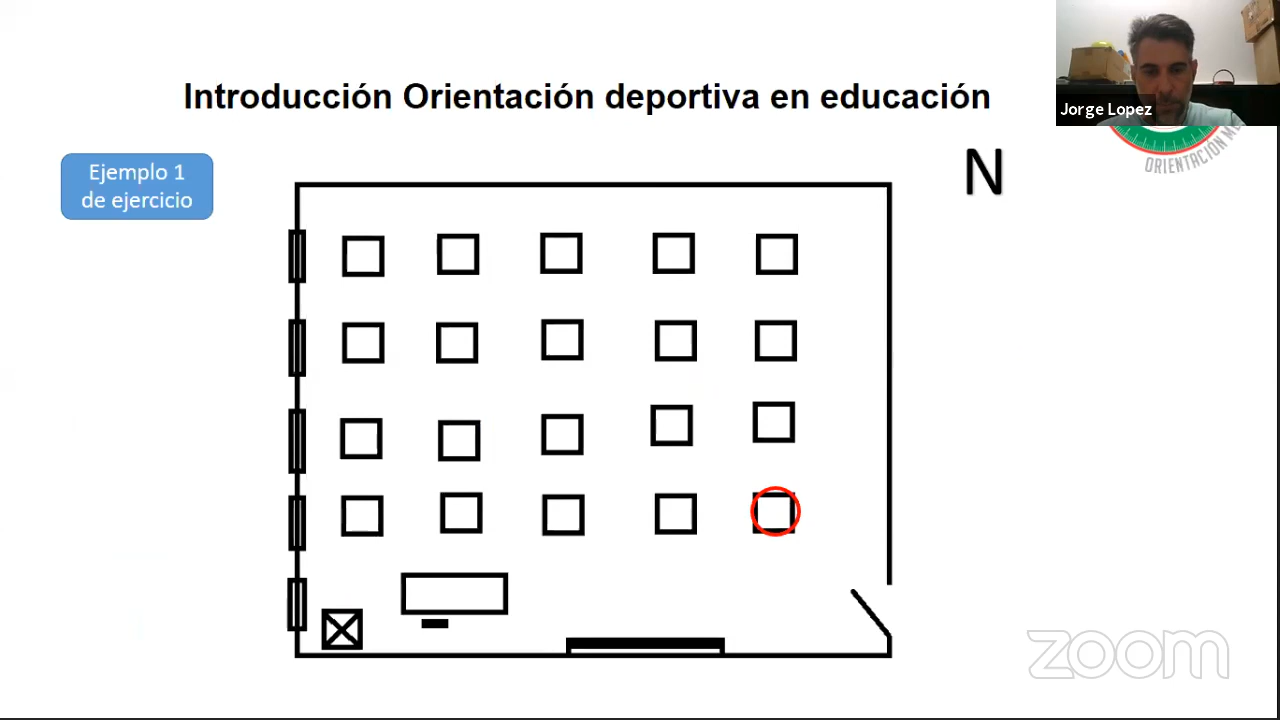 Introducción Orientación deportiva en educación
Jorge Lopez
ORIENTACIÓN
Ejemplo 1
de ejercicio
N
zoom